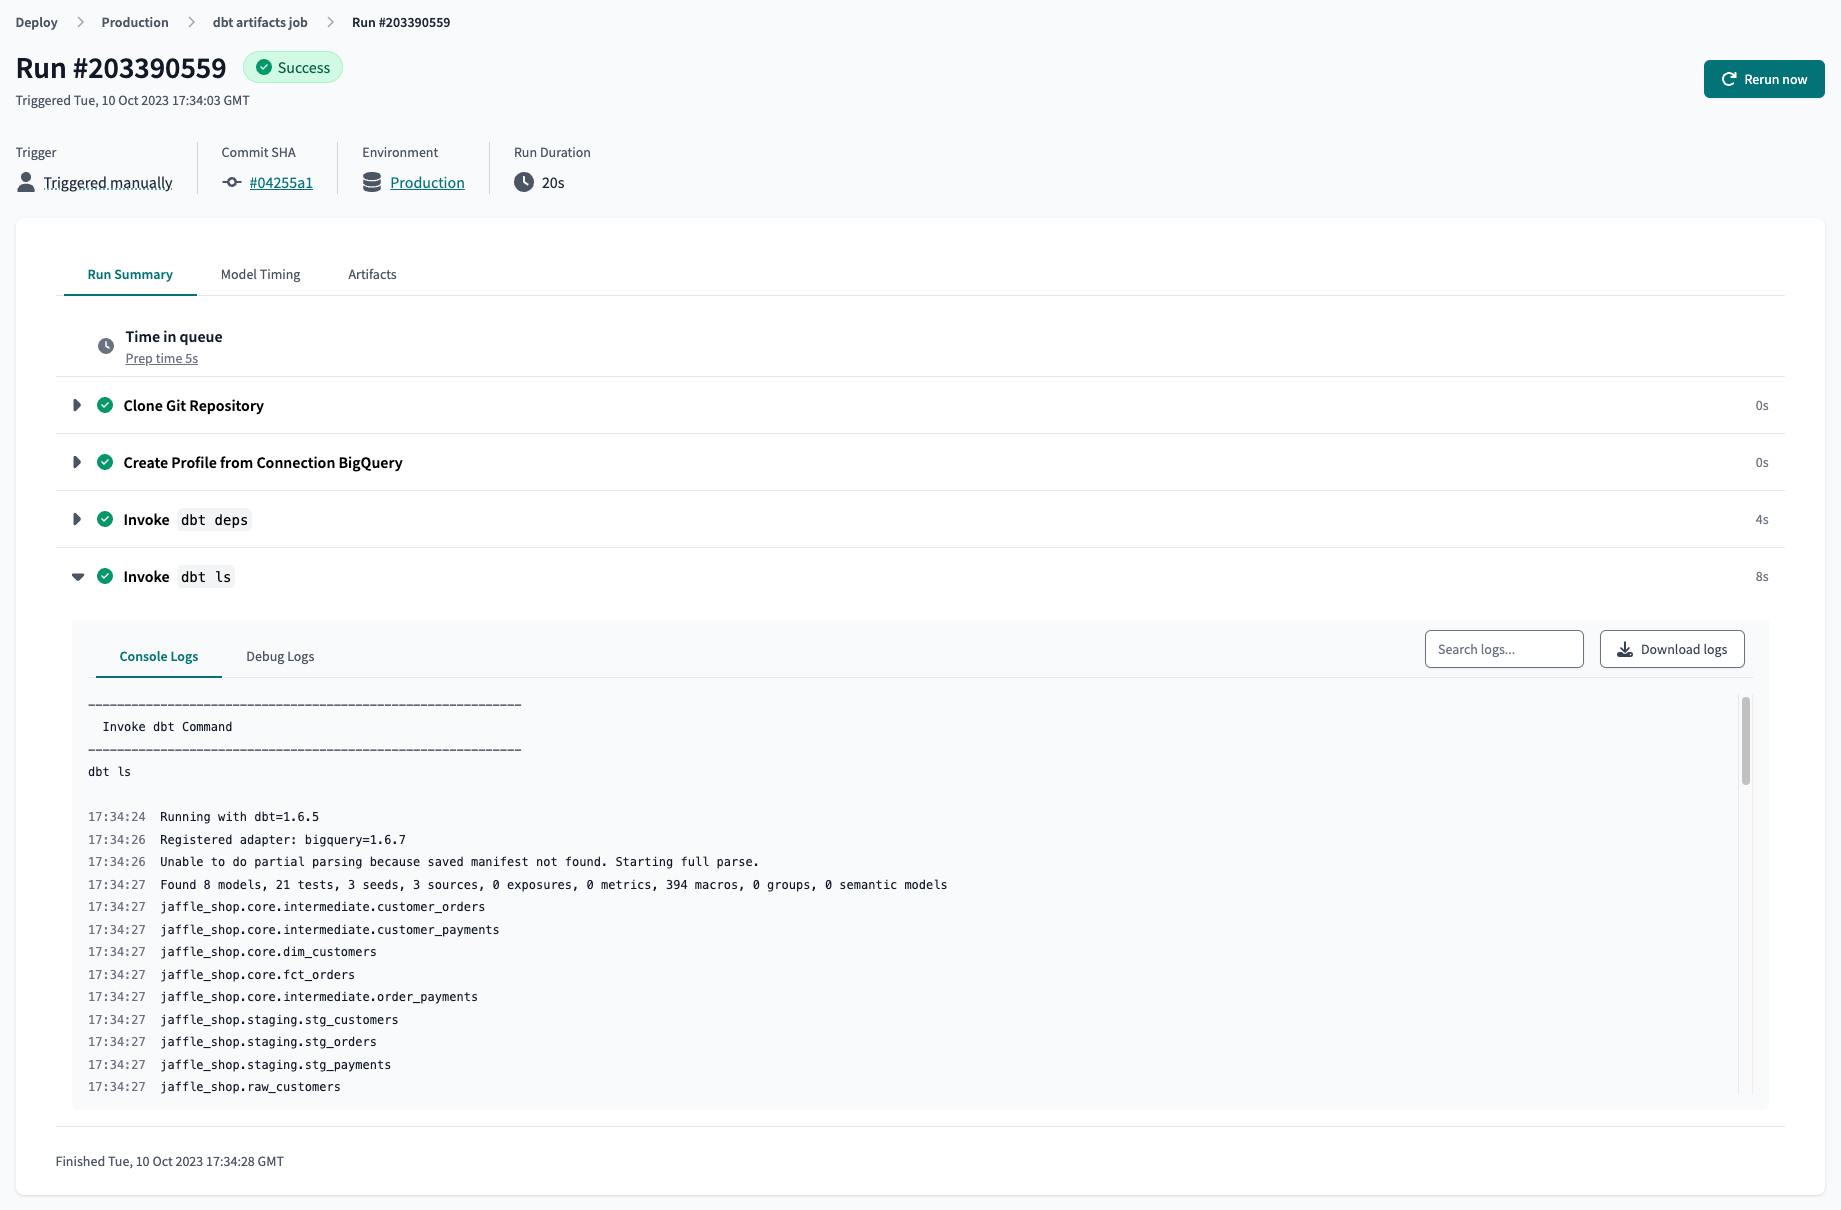 Deploy > Production > dbt artifacts job > Run #203390559
Run #203390559 Success
Rerun now
Triggered Tue, 10 Oct 2023 17:34:03 GMT
Trigger Commit SHA Environment Run Duration
Triggered manually #04255a1 Production 20s
Run Summary Model Timing Artifacts
Time in queue
Prep time 5s
Clone Git Repository 0s
Create Profile from Connection BigQuery 0s
Invoke dbt deps 4s
Invoke dbt ls 8s
Console Logs Debug Logs Search logs... Download logs
------------------------------------------------------------
Invoke dbt Command
------------------------------------------------------------
dbt ls
17:34:24 Running with dbt=1.6.5
17:34:26 Registered adapter: bigquery=1.6.7
17:34:26 Unable to do partial parsing because saved manifest not found. Starting full parse.
17:34:27 Found 8 models, 21 tests, 3 seeds, 3 sources, 0 exposures, 0 metrics, 394 macros, 0 groups, 0 semantic models
17:34:27 jaffle_shop.core.intermediate.customer_orders
17:34:27 jaffle_shop.core.intermediate.customer_payments
17:34:27 jaffle_shop.core.dim_customers
17:34:27 jaffle_shop.core.fct_orders
17:34:27 jaffle_shop.core.intermediate.order_payments
17:34:27 jaffle_shop.staging.stg_customers
17:34:27 jaffle_shop.staging.stg_orders
17:34:27 jaffle_shop.staging.stg_payments
17:34:27 jaffle_shop.raw_customers
Finished Tue, 10 Oct 2023 17:34:28 GMT